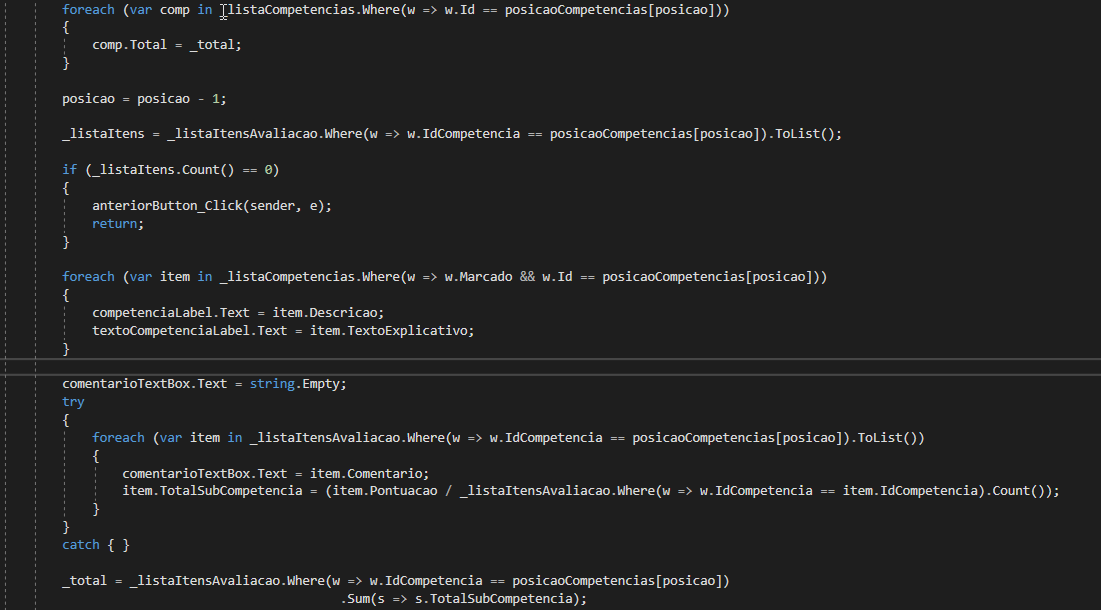 foreach (var comp in _listaCompetencias.Where(w => w.Id == posicaoCompetencias[posicao]))
{
comp.Total = _total;
}
posicao = posicao - 1;
_listaItens = _listaItensAvaliacao.Where(w => w.IdCompetencia == posicaoCompetencias[posicao]).ToList();
if (_listaItens.Count() == 0)
{
anteriorButton_Click(sender, e);
return;
}
foreach (var item in _listaCompetencias.Where(w => w.Marcado && w.Id == posicaoCompetencias[posicao]))
{
competenciaLabel.Text = item.Descricao;
textoCompetenciaLabel.Text = item.TextoExplicativo;
}
comentarioTextBox.Text = string.Empty;
try
{
foreach (var item in _listaItensAvaliacao.Where(w => w.IdCompetencia == posicaoCompetencias[posicao]).ToList())
{
comentarioTextBox.Text = item.Comentario;
item.TotalSubCompetencia = (item.Pontuacao / _listaItensAvaliacao.Where(w => w.IdCompetencia == item.IdCompetencia).Count());
}
}
catch { }
_total = _listaItensAvaliacao.Where(w => w.IdCompetencia == posicaoCompetencias[posicao])
.Sum(s => s.TotalSubCompetencia);